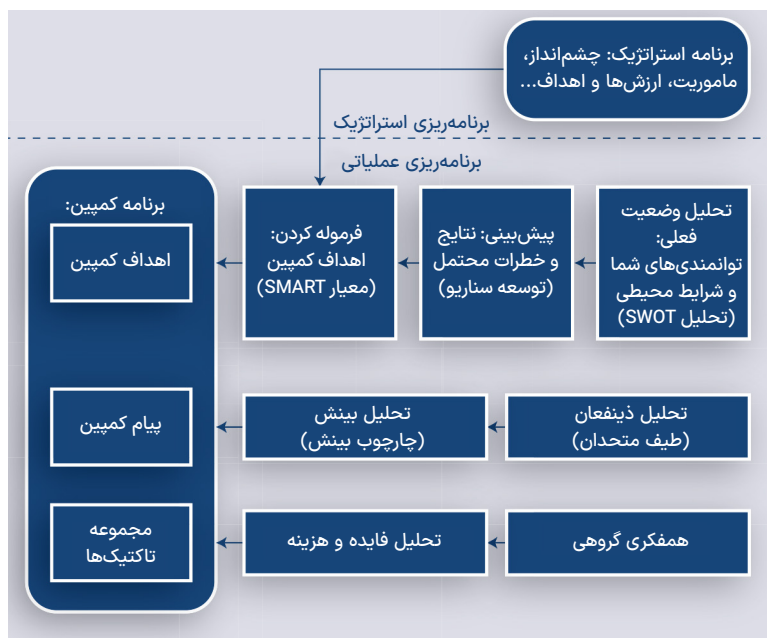 برنامه استراتژیک: چشم‌انداز،
ماموریت، ارزش‌ها و اهداف...
برنامه‌ریزی استراتژیک
برنامه‌ریزی عملیاتی
تحلیل وضعیت
فعلی:
توانمندی‌های شما
و شرایط محیطی
(تحلیل SWOT)
پیش‌بینی: نتایج
و خطرات محتمل
(توسعه سناریو)
فرموله کردن:
اهداف کمپین
(معیار SMART)
برنامه کمپین:
اهداف کمپین
تحلیل ذینفعان
(طیف متحدان)
تحلیل بینش
(چارچوب بینش)
پیام کمپین
همفکری گروهی
تحلیل فایده و هزینه
مجموعه
تاکتیک‌ها